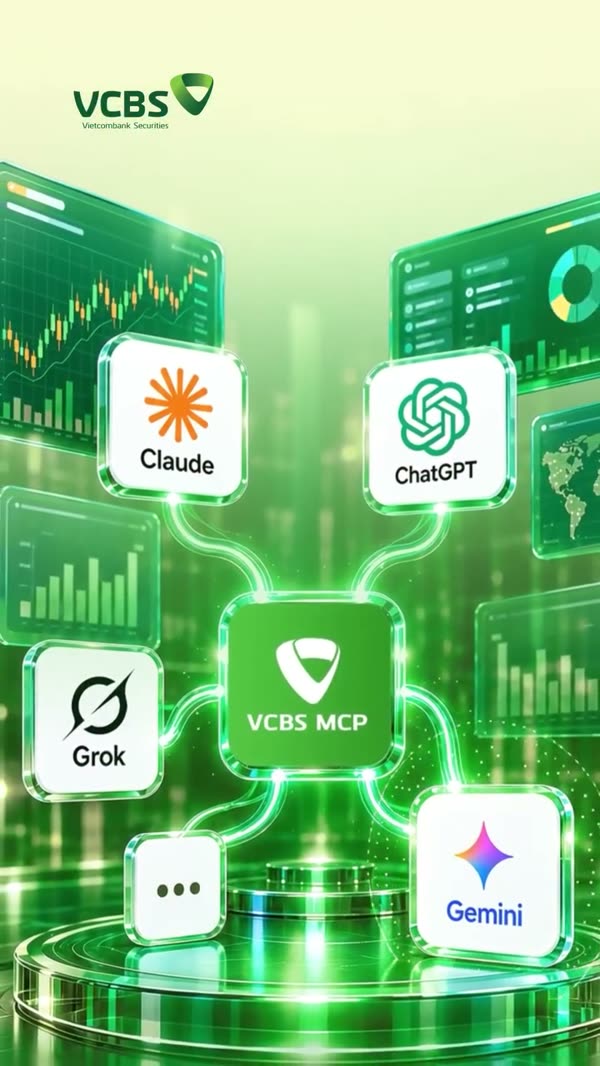 VCBS
Vietcombank Securities
Claude
ChatGPT
VCBS MCP
Grok
Gemini